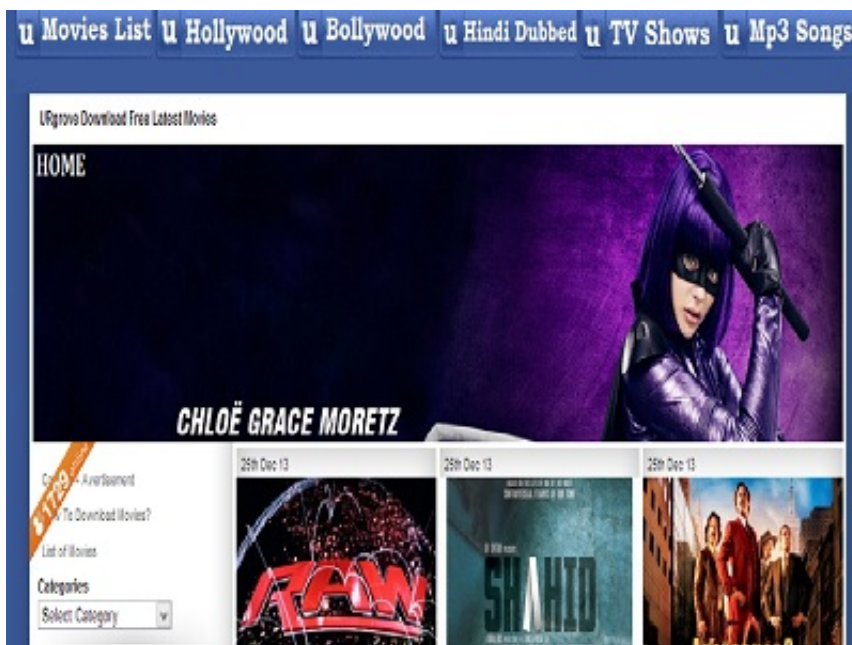 u Movies List u Hollywood u Bollywood u Hindi Dubbed u TV Shows u Mp3 Songs
URgrove Download Free Latest Movies
HOME
CHLOË GRACE MORETZ
Avertisement
To Download Movies?
List of Movies
Categories
Select Category
25th Dec 13
RAW
25th Dec 13
SHAHID
25th Dec 13